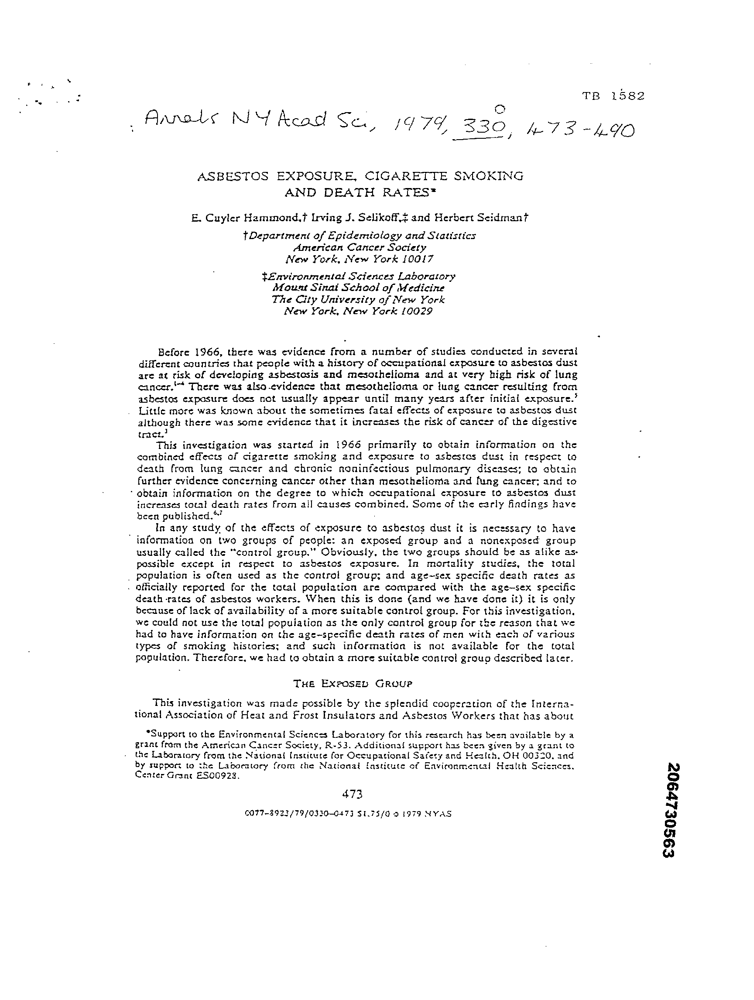 TB 1582
Annals NY Acad Sci, 1979, 330, 473-490
ASBESTOS EXPOSURE, CIGARETTE SMOKING
AND DEATH RATES*
E. Cuyler Hammond,† Irving J. Selikoff,‡ and Herbert Seidman†
†Department of Epidemiology and Statistics
American Cancer Society
New York, New York 10017
‡Environmental Sciences Laboratory
Mount Sinai School of Medicine
The City University of New York
New York, New York 10029
Before 1966, there was evidence from a number of studies conducted in several
different countries that people with a history of occupational exposure to asbestos dust
are at risk of developing asbestosis and mesothelioma and at very high risk of lung
cancer.¹⁻⁴ There was also evidence that mesothelioma or lung cancer resulting from
asbestos exposure does not usually appear until many years after initial exposure.⁵
Little more was known about the sometimes fatal effects of exposure to asbestos dust
although there was some evidence that it increases the risk of cancer of the digestive
tract.³
This investigation was started in 1966 primarily to obtain information on the
combined effects of cigarette smoking and exposure to asbestos dust in respect to
death from lung cancer and chronic noninfectious pulmonary diseases; to obtain
further evidence concerning cancer other than mesothelioma and lung cancer; and to
obtain information on the degree to which occupational exposure to asbestos dust
increases total death rates from all causes combined. Some of the early findings have
been published.⁶,⁷
In any study of the effects of exposure to asbestos dust it is necessary to have
information on two groups of people: an exposed group and a nonexposed group
usually called the "control group." Obviously, the two groups should be as alike as
possible except in respect to asbestos exposure. In mortality studies, the total
population is often used as the control group; and age-sex specific death rates as
officially reported for the total population are compared with the age-sex specific
death rates of asbestos workers. When this is done (and we have done it) it is only
because of lack of availability of a more suitable control group. For this investigation,
we could not use the total population as the only control group for the reason that we
had to have information on the age-specific death rates of men with each of various
types of smoking histories; and such information is not available for the total
population. Therefore, we had to obtain a more suitable control group described later.
THE EXPOSED GROUP
This investigation was made possible by the splendid cooperation of the Interna-
tional Association of Heat and Frost Insulators and Asbestos Workers that has about
*Support to the Environmental Sciences Laboratory for this research has been available by a
grant from the American Cancer Society, R-53. Additional support has been given by a grant to
the Laboratory from the National Institute for Occupational Safety and Health, OH 00320, and
by support to the Laboratory from the National Institute of Environmental Health Sciences,
Center Grant ES00928.
473
0077-8923/79/0330-0473 $1.75/0 © 1979 NYAS
2064730563